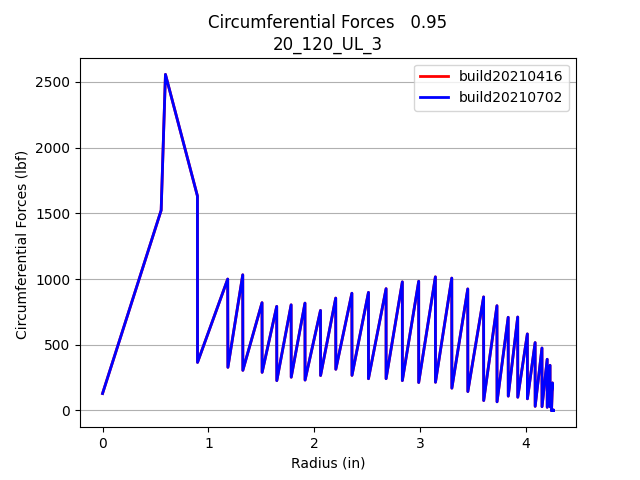 Circumferential Forces   0.95
20_120_UL_3
build20210416
build20210702
Circumferential Forces (lbf)
2500
2000
1500
1000
500
0
0 1 2 3 4
Radius (in)